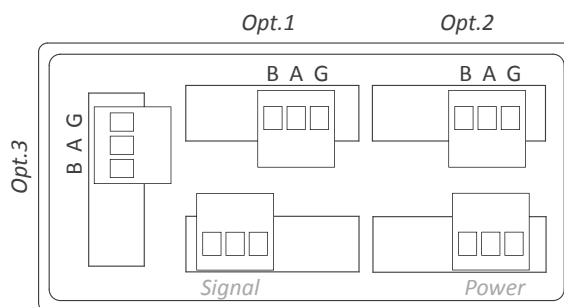 Opt.1
Opt.2
B A G
B A G
Opt.3
B A G
Signal
Power